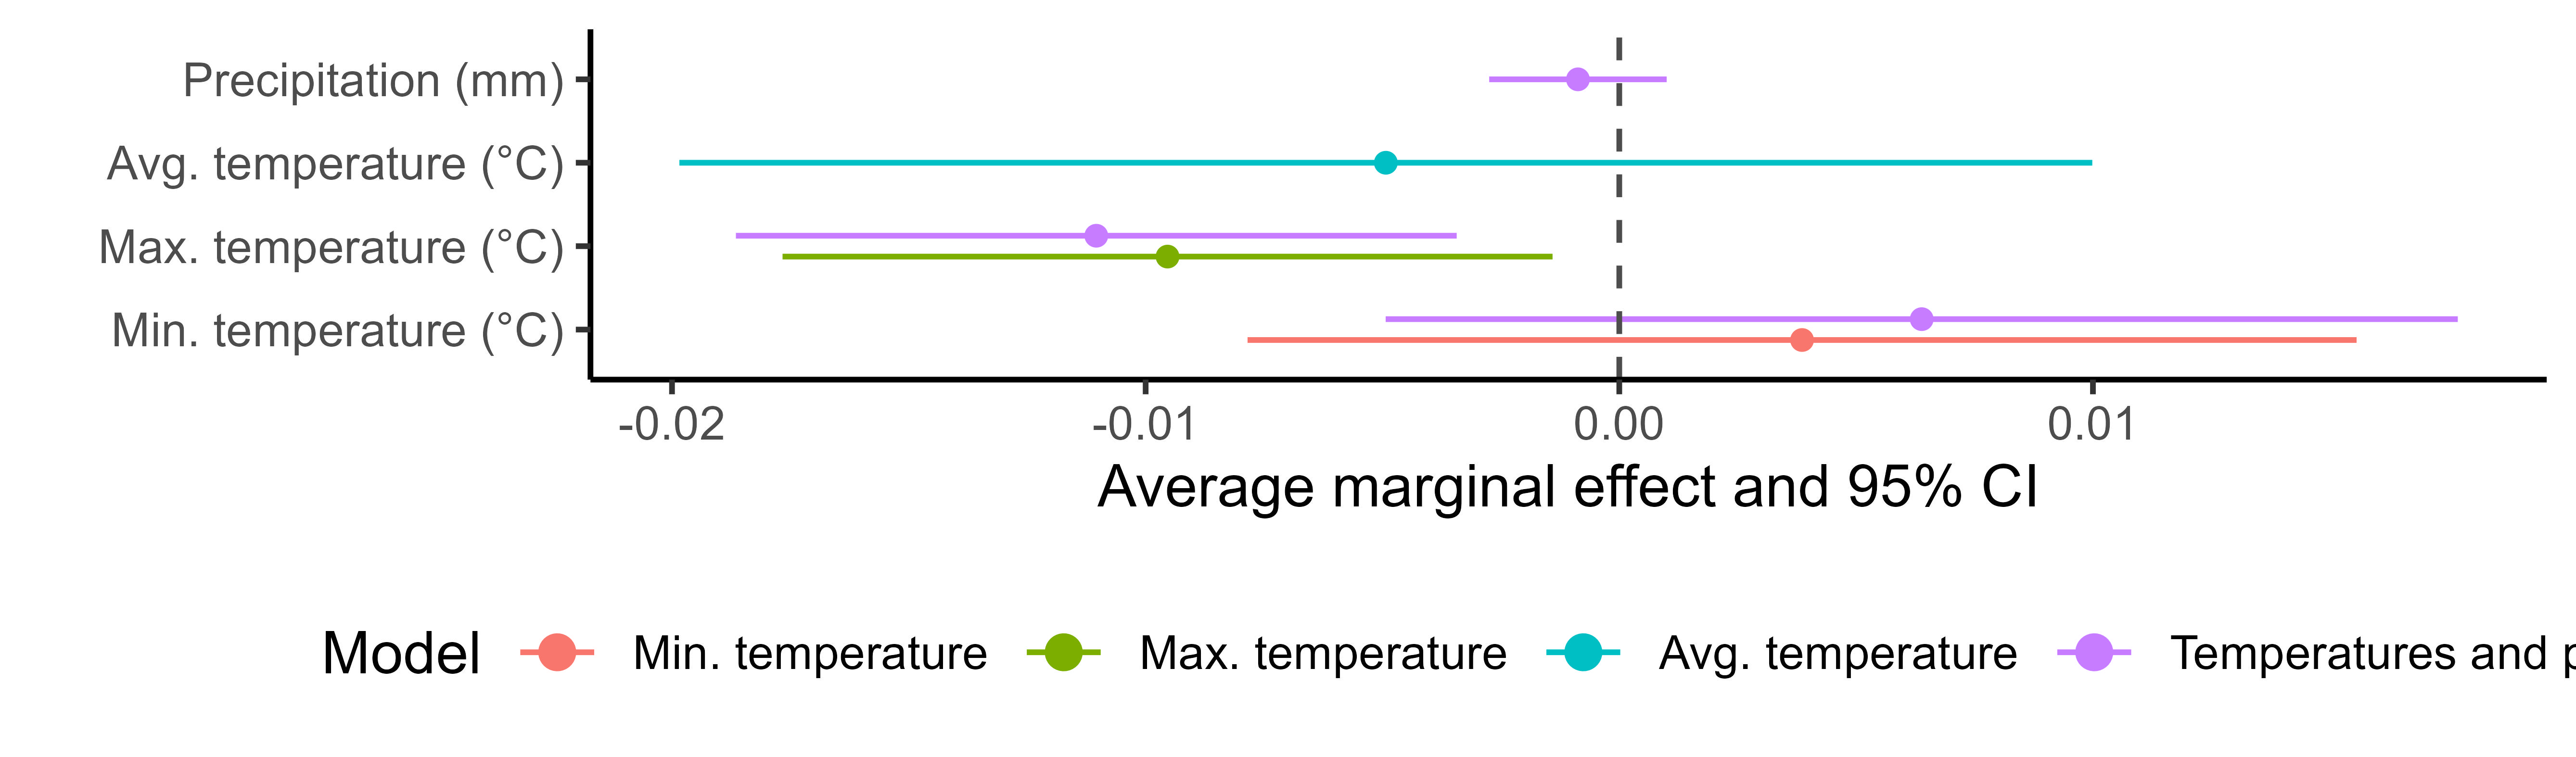 Precipitation (mm)
Avg. temperature (°C)
Max. temperature (°C)
Min. temperature (°C)
-0.02 -0.01 0.00 0.01
Average marginal effect and 95% CI
Model Min. temperature Max. temperature Avg. temperature Temperatures and